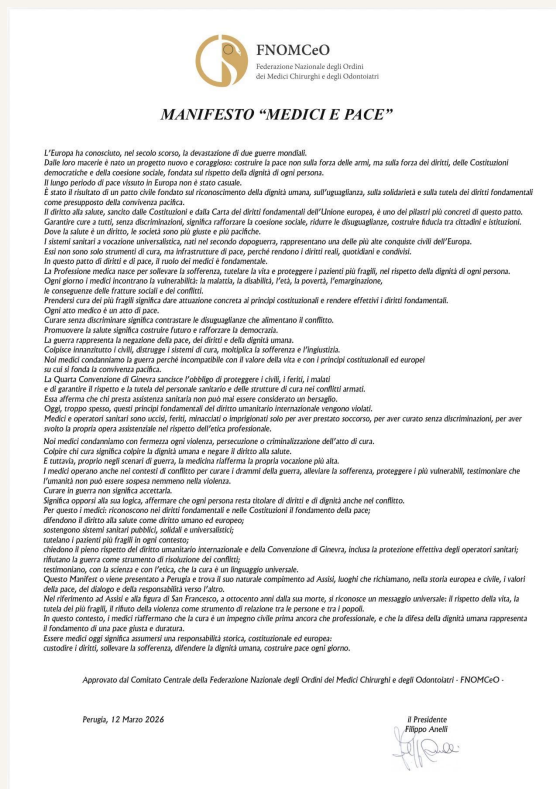 FNOMCeO
Federazione Nazionale degli Ordini
dei Medici Chirurghi e degli Odontoiatri
MANIFESTO “MEDICI E PACE”
L’Europa ha conosciuto, nel secolo scorso, la devastazione di due guerre mondiali.
Dalle loro macerie è nato un progetto nuovo e coraggioso: costruire la pace non sulla forza delle armi, ma sulla forza dei diritti, delle Costituzioni
democratiche e della coesione sociale, fondata sul rispetto della dignità di ogni persona.
Il lungo periodo di pace vissuto in Europa non è stato casuale.
È stato il risultato di un patto civile fondato sul riconoscimento della dignità umana, sull’uguaglianza, sulla solidarietà e sulla tutela dei diritti fondamentali
come presupposto della convivenza pacifica.
Il diritto alla salute, sancito dalle Costituzioni e dalla Carta dei diritti fondamentali dell’Unione europea, è uno dei pilastri più concreti di questo patto.
Garantire cure a tutti, senza discriminazioni, significa rafforzare la coesione sociale, ridurre le disuguaglianze, costruire fiducia tra cittadini e istituzioni.
Dove la salute è un diritto, le società sono più giuste e più pacifiche.
I sistemi sanitari a vocazione universalistica, nati nel secondo dopoguerra, rappresentano una delle più alte conquiste civili dell’Europa.
Essi non sono solo strumenti di cura, ma infrastrutture di pace, perché rendono i diritti reali, quotidiani e condivisi.
In questo patto di diritti e di pace, il ruolo dei medici è fondamentale.
La Professione medica nasce per sollevare la sofferenza, tutelare la vita e proteggere i pazienti più fragili, nel rispetto della dignità di ogni persona.
Ogni giorno i medici incontrano la vulnerabilità: la malattia, la disabilità, l’età, la povertà, l’emarginazione,
le conseguenze delle fratture sociali e dei conflitti.
Prendersi cura dei più fragili significa dare attuazione concreta ai principi costituzionali e rendere effettivi i diritti fondamentali.
Ogni atto medico è un atto di pace.
Curare senza discriminare significa contrastare le disuguaglianze che alimentano il conflitto.
Promuovere la salute significa costruire futuro e rafforzare la democrazia.
La guerra rappresenta la negazione della pace, dei diritti e della dignità umana.
Colpisce innanzitutto i civili, distrugge i sistemi di cura, moltiplica la sofferenza e l’ingiustizia.
Noi medici condanniamo la guerra perché incompatibile con il valore della vita e con i principi costituzionali ed europei
su cui si fonda la convivenza pacifica.
La Quarta Convenzione di Ginevra sancisce l’obbligo di proteggere i civili, i feriti, i malati
e di garantire il rispetto e la tutela del personale sanitario e delle strutture di cura nei conflitti armati.
Essa afferma che chi presta assistenza sanitaria non può mai essere considerato un bersaglio.
Oggi, troppo spesso, questi principi fondamentali del diritto umanitario internazionale vengono violati.
Medici e operatori sanitari sono uccisi, feriti, minacciati o imprigionati solo per aver prestato soccorso, per aver curato senza discriminazioni, per aver
svolto la propria opera assistenziale nel rispetto dell’etica professionale.
Noi medici condanniamo con fermezza ogni violenza, persecuzione o criminalizzazione dell’atto di cura.
Colpire chi cura significa colpire la dignità umana e negare il diritto alla salute.
E tuttavia, proprio negli scenari di guerra, la medicina riafferma la propria vocazione più alta.
I medici operano anche nei contesti di conflitto per curare i drammi della guerra, alleviare la sofferenza, proteggere i più vulnerabili, testimoniare che
l’umanità non può essere sospesa nemmeno nella violenza.
Curare in guerra non significa accettarla.
Significa opporsi alla sua logica, affermare che ogni persona resta titolare di diritti e di dignità anche nel conflitto.
Per questo i medici: riconoscono nei diritti fondamentali e nelle Costituzioni il fondamento della pace;
difendono il diritto alla salute come diritto umano ed europeo;
sostengono sistemi sanitari pubblici, solidali e universalistici;
tutelano i pazienti più fragili in ogni contesto;
chiedono il pieno rispetto del diritto umanitario internazionale e della Convenzione di Ginevra, inclusa la protezione effettiva degli operatori sanitari;
rifiutano la guerra come strumento di risoluzione dei conflitti;
testimoniano, con la scienza e con l’etica, che la cura è un linguaggio universale.
Questo Manifest o viene presentato a Perugia e trova il suo naturale compimento ad Assisi, luoghi che richiamano, nella storia europea e civile, i valori
della pace, del dialogo e della responsabilità verso l’altro.
Nel riferimento ad Assisi e alla figura di San Francesco, a ottocento anni dalla sua morte, si riconosce un messaggio universale: il rispetto della vita, la
tutela dei più fragili, il rifiuto della violenza come strumento di relazione tra le persone e tra i popoli.
In questo contesto, i medici riaffermano che la cura è un impegno civile prima ancora che professionale, e che la difesa della dignità umana rappresenta
il fondamento di una pace giusta e duratura.
Essere medici oggi significa assumersi una responsabilità storica, costituzionale ed europea:
custodire i diritti, sollevare la sofferenza, difendere la dignità umana, costruire pace ogni giorno.
Approvato dal Comitato Centrale della Federazione Nazionale degli Ordini dei Medici Chirurghi e degli Odontoiatri - FNOMCeO -
Perugia, 12 Marzo 2026
il Presidente
Filippo Anelli